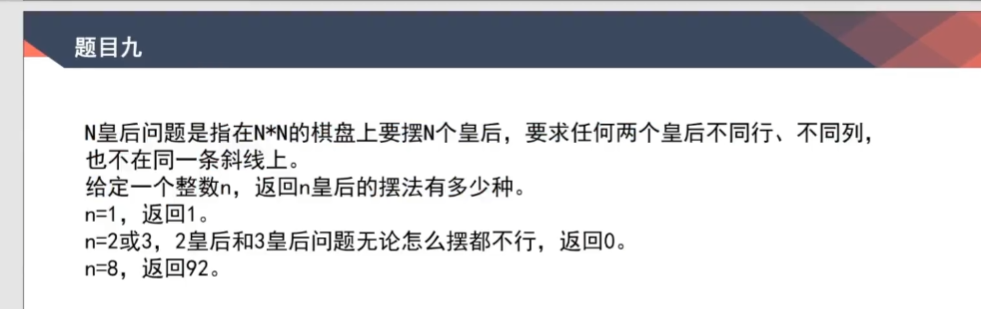 题目九
N皇后问题是指在N*N的棋盘上要摆N个皇后，要求任何两个皇后不同行、不同列，
也不在同一条斜线上。
给定一个整数n，返回n皇后的摆法有多少种。
n=1，返回1。
n=2或3，2皇后和3皇后问题无论怎么摆都不行，返回0。
n=8，返回92。